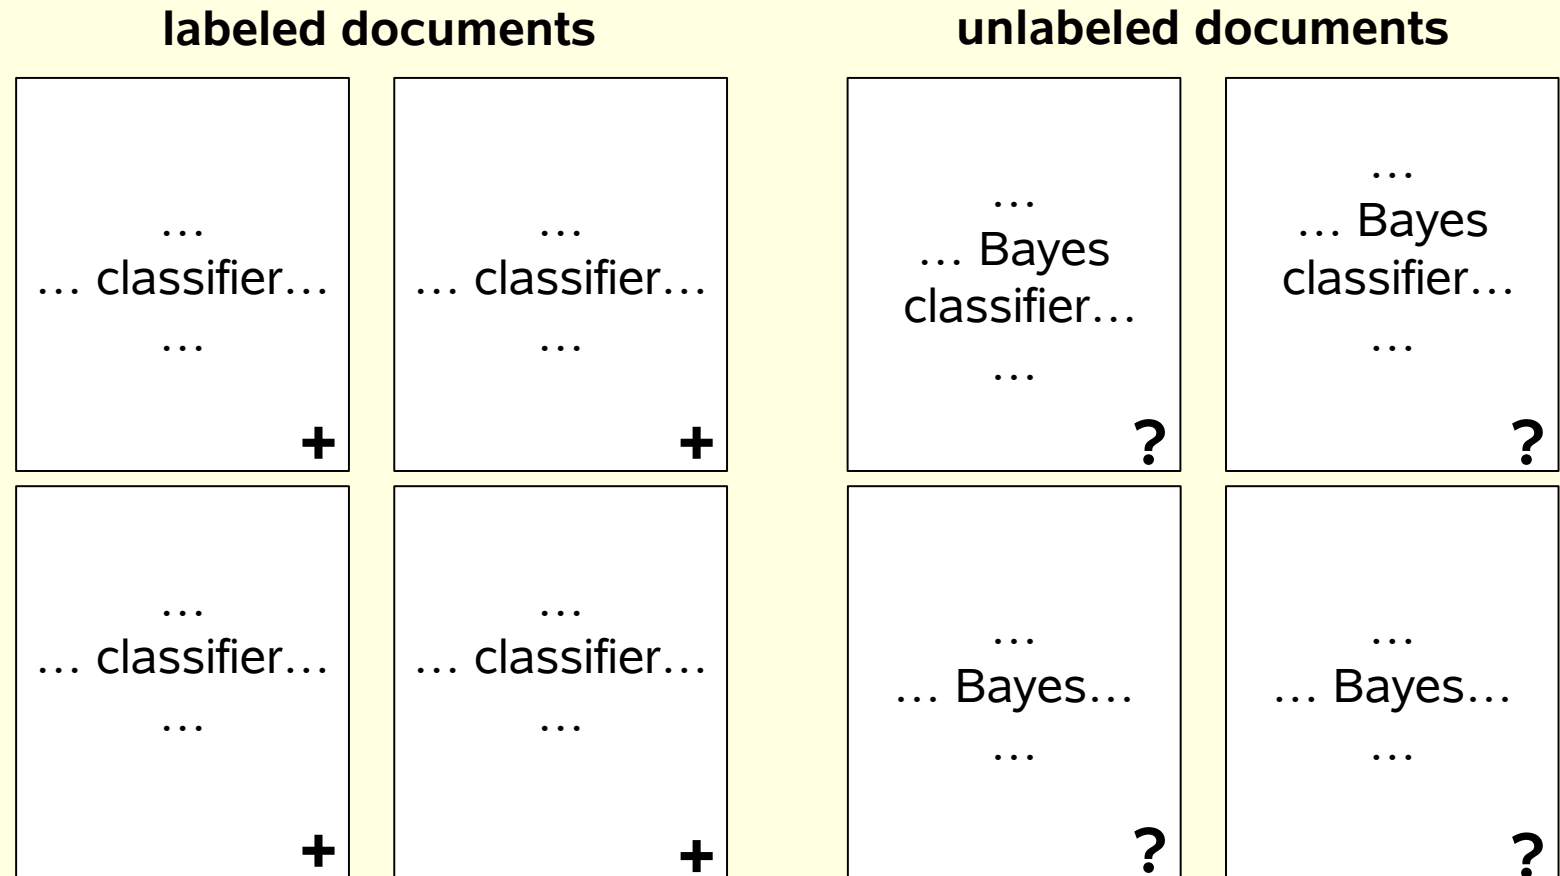 labeled documents
unlabeled documents
…
… classifier…
…
+
…
… classifier…
…
+
…
… Bayes
classifier…
…
?
…
… Bayes
classifier…
…
?
…
… classifier…
…
+
…
… classifier…
…
+
…
… Bayes…
…
?
…
… Bayes…
…
?